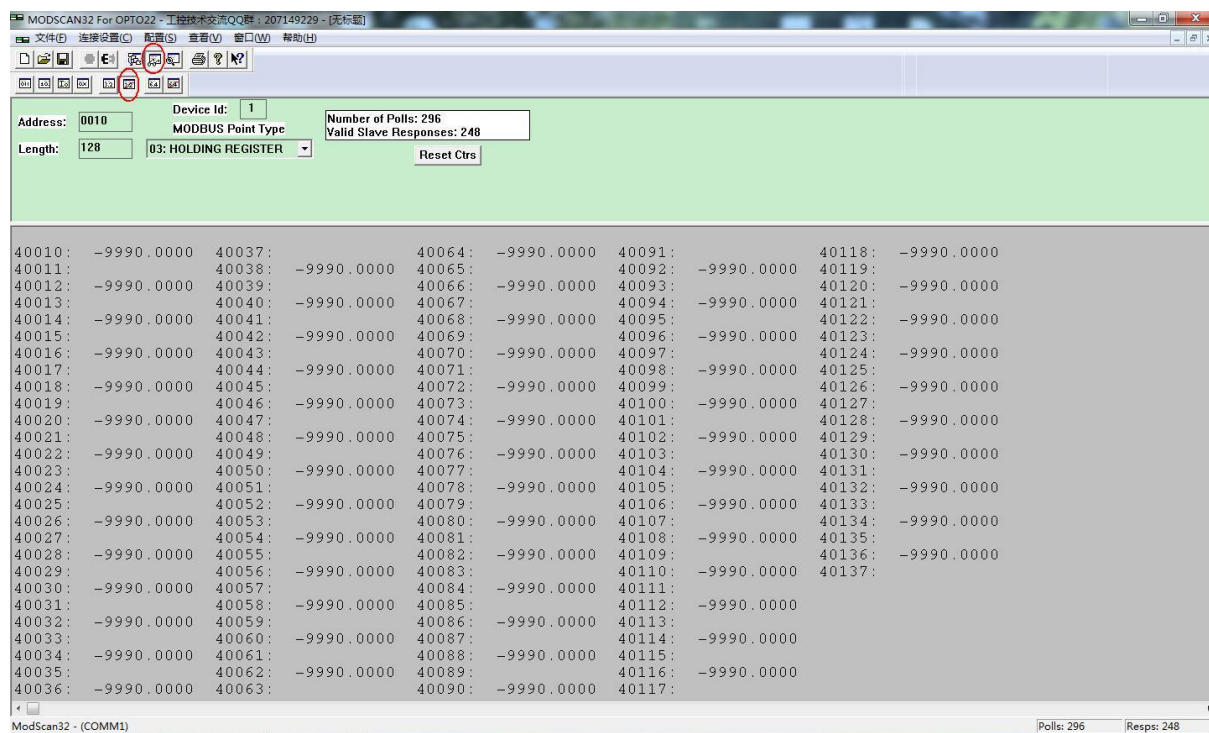 MODSCAN32 For OPTO22 - 工控技术交流QQ群：207149229 - [无标题]
文件(F) 连接设置(C) 配置(S) 查看(V) 窗口(W) 帮助(H)
Address: 0010
Device Id: 1
MODBUS Point Type
Length: 128
03: HOLDING REGISTER
Number of Polls: 296
Valid Slave Responses: 248
Reset Ctrs
40010: -9990.0000 40037: 40064: -9990.0000 40091: 40118: -9990.0000
40011: 40038: -9990.0000 40065: 40092: -9990.0000 40119:
40012: -9990.0000 40039: 40066: -9990.0000 40093: 40120: -9990.0000
40013: 40040: -9990.0000 40067: 40094: -9990.0000 40121:
40014: -9990.0000 40041: 40068: -9990.0000 40095: 40122: -9990.0000
40015: 40042: -9990.0000 40069: 40096: -9990.0000 40123:
40016: -9990.0000 40043: 40070: -9990.0000 40097: 40124: -9990.0000
40017: 40044: -9990.0000 40071: 40098: -9990.0000 40125:
40018: -9990.0000 40045: 40072: -9990.0000 40099: 40126: -9990.0000
40019: 40046: -9990.0000 40073: 40100: -9990.0000 40127:
40020: -9990.0000 40047: 40074: -9990.0000 40101: 40128: -9990.0000
40021: 40048: -9990.0000 40075: 40102: -9990.0000 40129:
40022: -9990.0000 40049: 40076: -9990.0000 40103: 40130: -9990.0000
40023: 40050: -9990.0000 40077: 40104: -9990.0000 40131:
40024: -9990.0000 40051: 40078: -9990.0000 40105: 40132: -9990.0000
40025: 40052: -9990.0000 40079: 40106: -9990.0000 40133:
40026: -9990.0000 40053: 40080: -9990.0000 40107: 40134: -9990.0000
40027: 40054: -9990.0000 40081: 40108: -9990.0000 40135:
40028: -9990.0000 40055: 40082: -9990.0000 40109: 40136: -9990.0000
40029: 40056: -9990.0000 40083: 40110: -9990.0000 40137:
40030: -9990.0000 40057: 40084: -9990.0000 40111:
40031: 40058: -9990.0000 40085: 40112: -9990.0000
40032: -9990.0000 40059: 40086: -9990.0000 40113:
40033: 40060: -9990.0000 40087: 40114: -9990.0000
40034: -9990.0000 40061: 40088: -9990.0000 40115:
40035: 40062: -9990.0000 40089: 40116: -9990.0000
40036: -9990.0000 40063: 40090: -9990.0000 40117:
ModScan32 - (COMM1) Polls: 296 Resps: 248